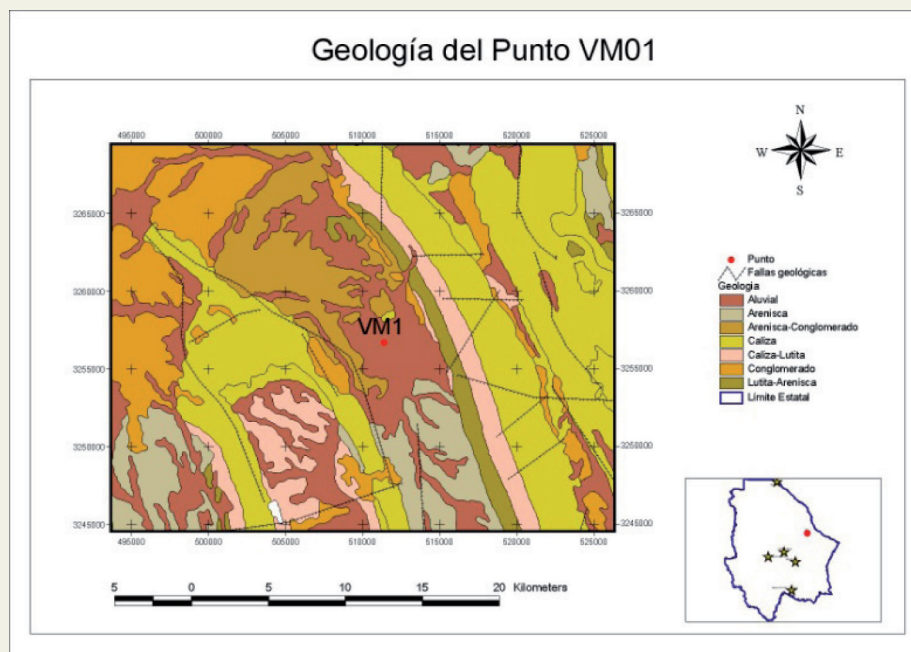 Geología del Punto VM01
495000 500000 505000 510000 515000 520000 525000
N
W E
S
3265000 3265000
3260000 3260000
VM1
3255000 3255000
3250000 3250000
3245000 3245000
495000 500000 505000 510000 515000 520000 525000
Punto
Fallas geológicas
Geologia
Aluvial
Arenisca
Arenisca-Conglomerado
Caliza
Caliza-Lutita
Conglomerado
Lutita-Arenisca
Limite Estatal
5 0 5 10 15 20 Kilometers